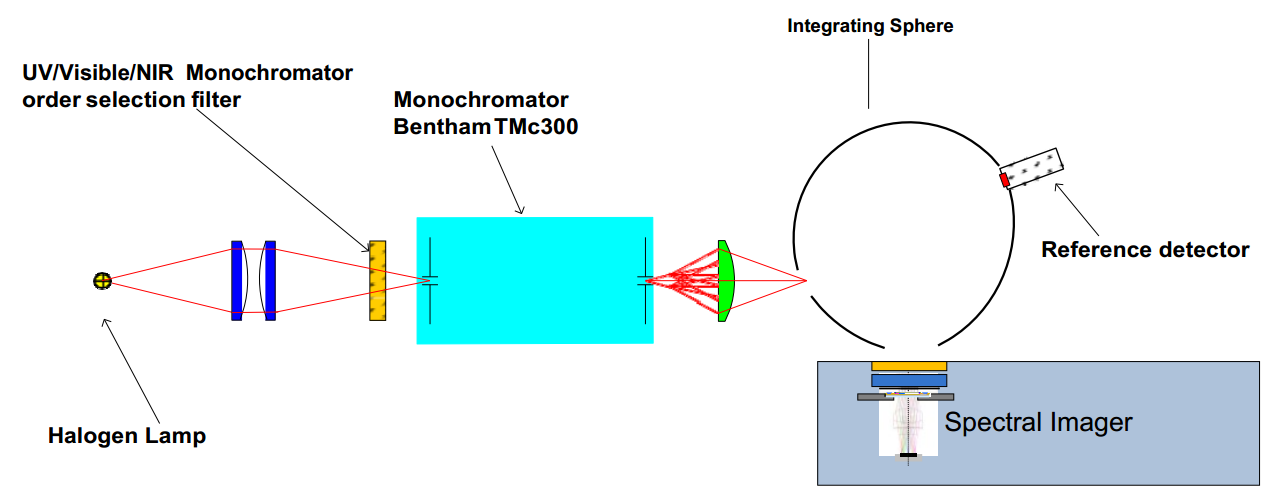 Integrating Sphere
UV/Visible/NIR Monochromator
order selection filter
Monochromator
Bentham TMc300
Reference detector
Halogen Lamp
Spectral Imager